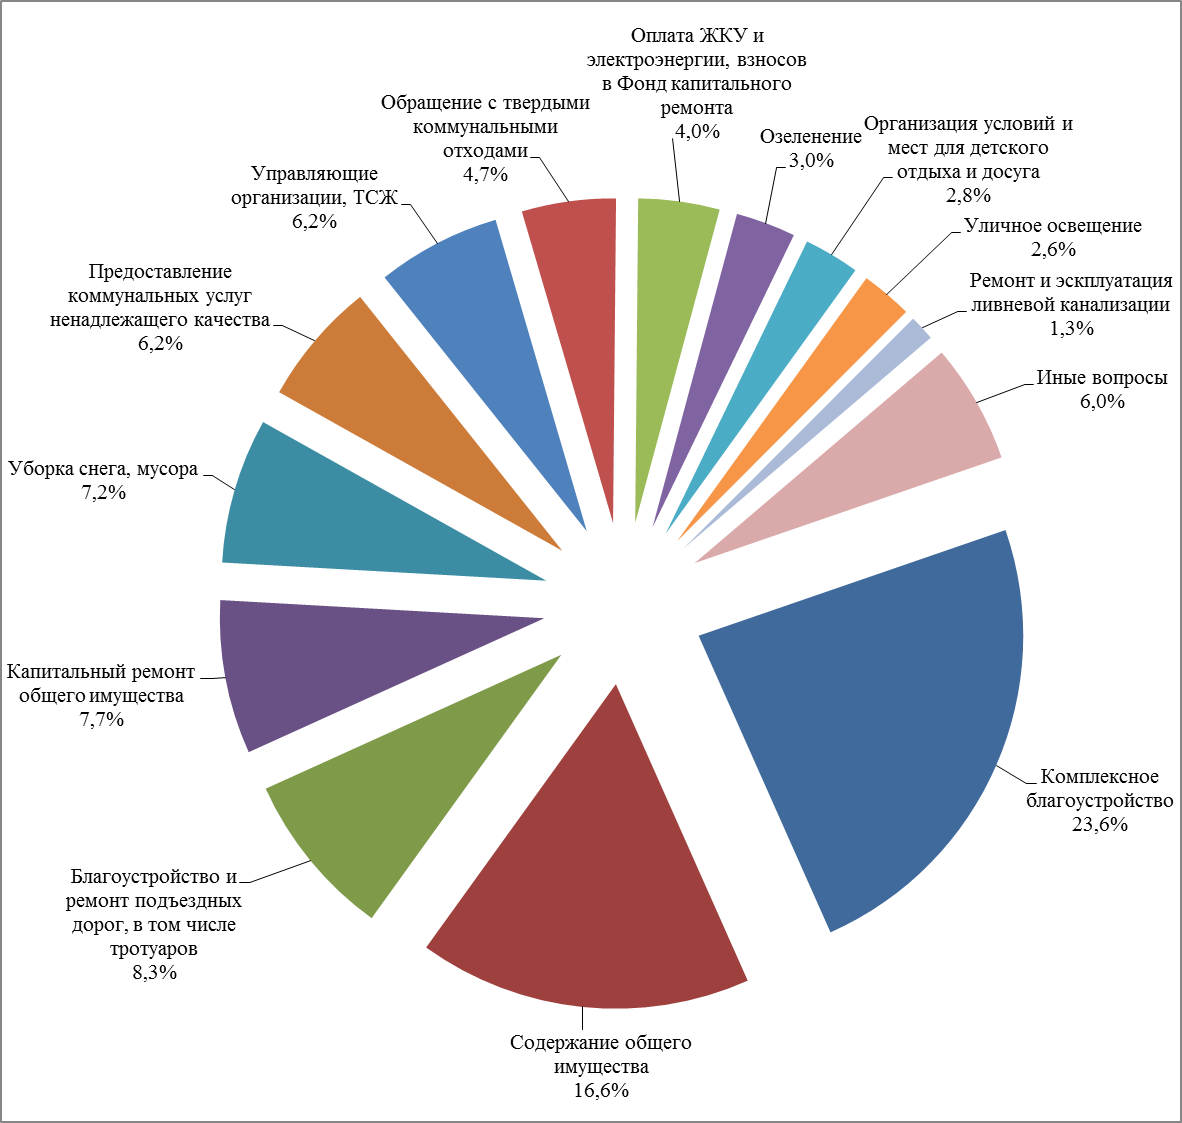 Оплата ЖКУ и
электроэнергии, взносов
в Фонд капитального
ремонта
4,0%
Озеленение
3,0%
Организация условий и
мест для детского
отдыха и досуга
2,8%
Уличное освещение
2,6%
Ремонт и эксплуатация
ливневой канализации
1,3%
Иные вопросы
6,0%
Комплексное
благоустройство
23,6%
Содержание общего
имущества
16,6%
Благоустройство и
ремонт подъездных
дорог, в том числе
тротуаров
8,3%
Капитальный ремонт
общего имущества
7,7%
Уборка снега, мусора
7,2%
Предоставление
коммунальных услуг
ненадлежащего качества
6,2%
Управляющие
организации, ТСЖ
6,2%
Обращение с твердыми
коммунальными
отходами
4,7%